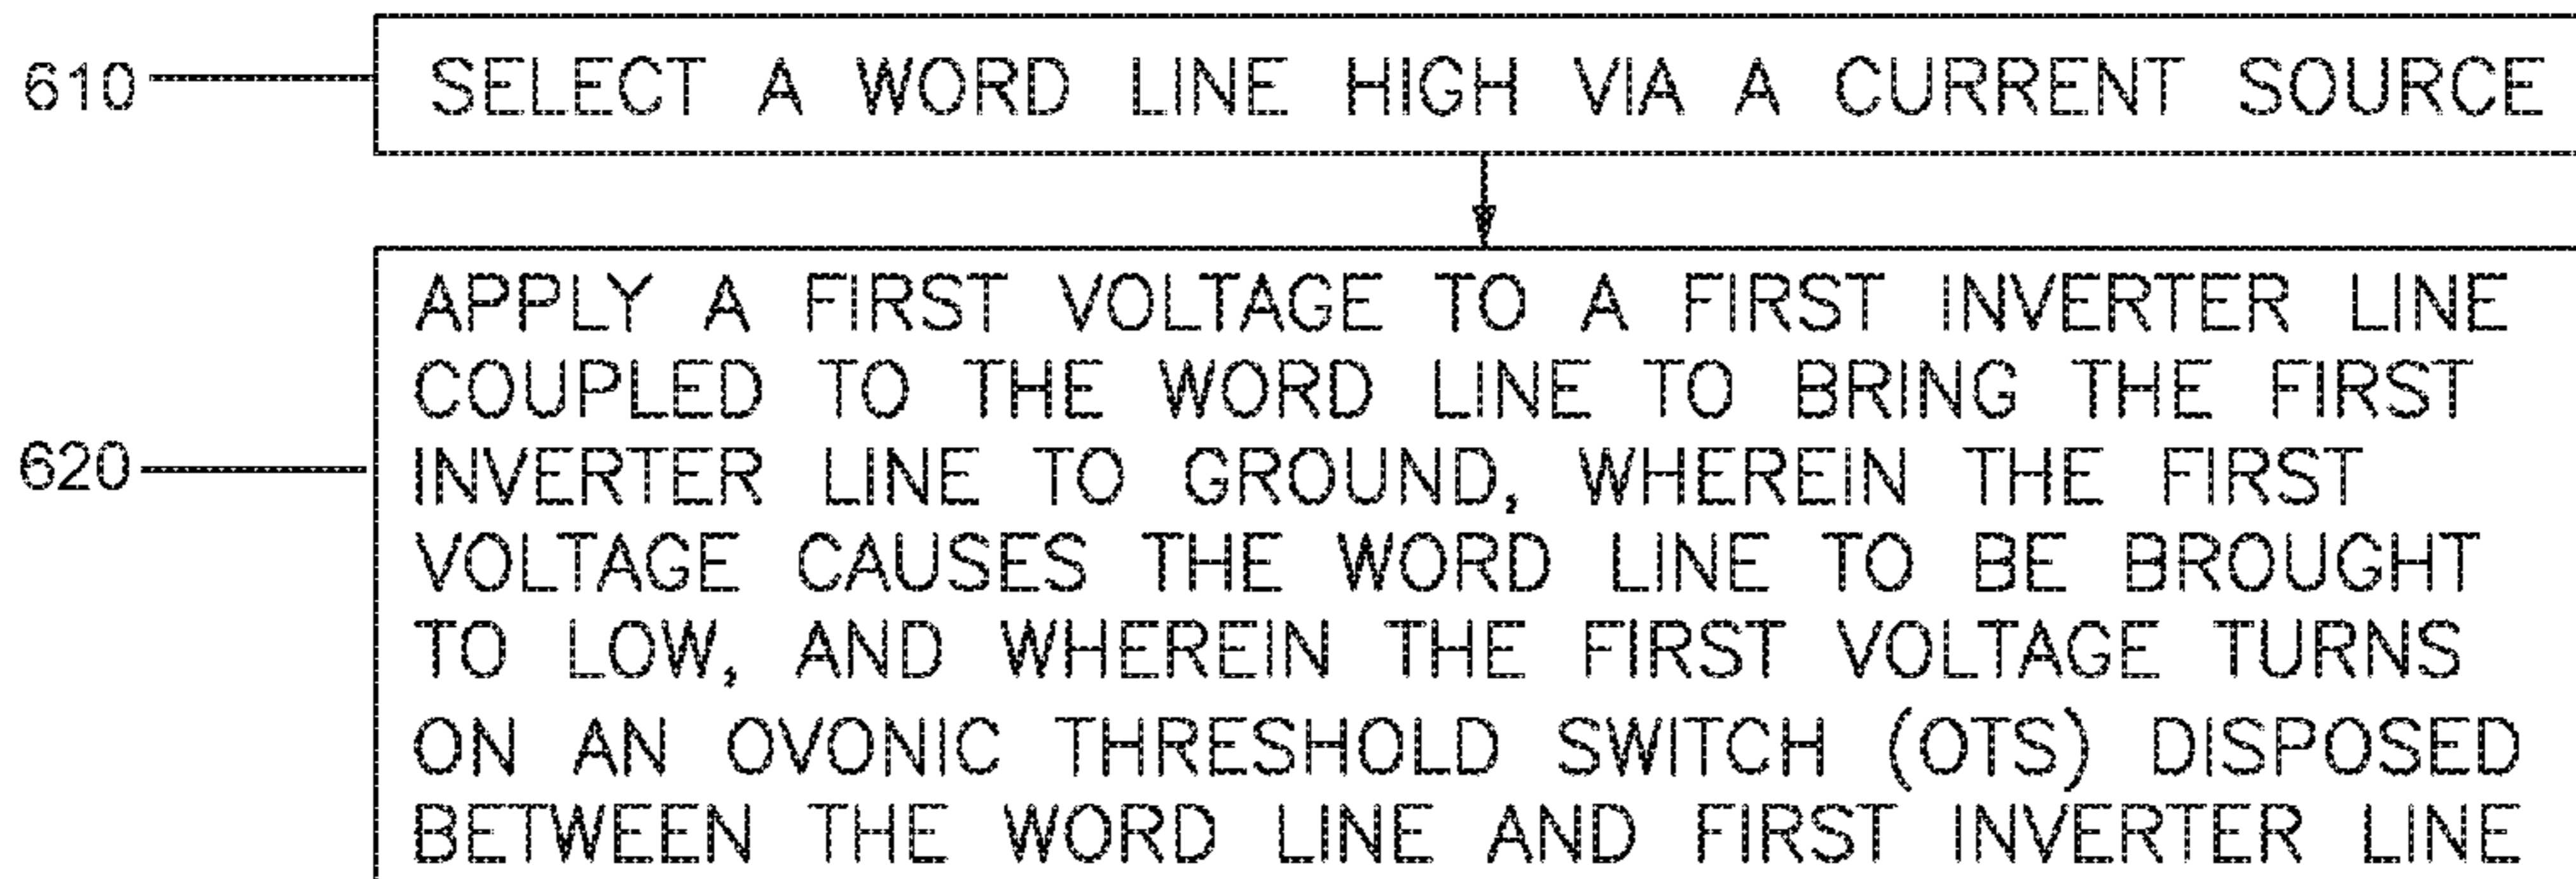 610 SELECT A WORD LINE HIGH VIA A CURRENT SOURCE
APPLY A FIRST VOLTAGE TO A FIRST INVERTER LINE
COUPLED TO THE WORD LINE TO BRING THE FIRST
620 INVERTER LINE TO GROUND, WHEREIN THE FIRST
VOLTAGE CAUSES THE WORD LINE TO BE BROUGHT
TO LOW, AND WHEREIN THE FIRST VOLTAGE TURNS
ON AN OVONIC THRESHOLD SWITCH (OTS) DISPOSED
BETWEEN THE WORD LINE AND FIRST INVERTER LINE